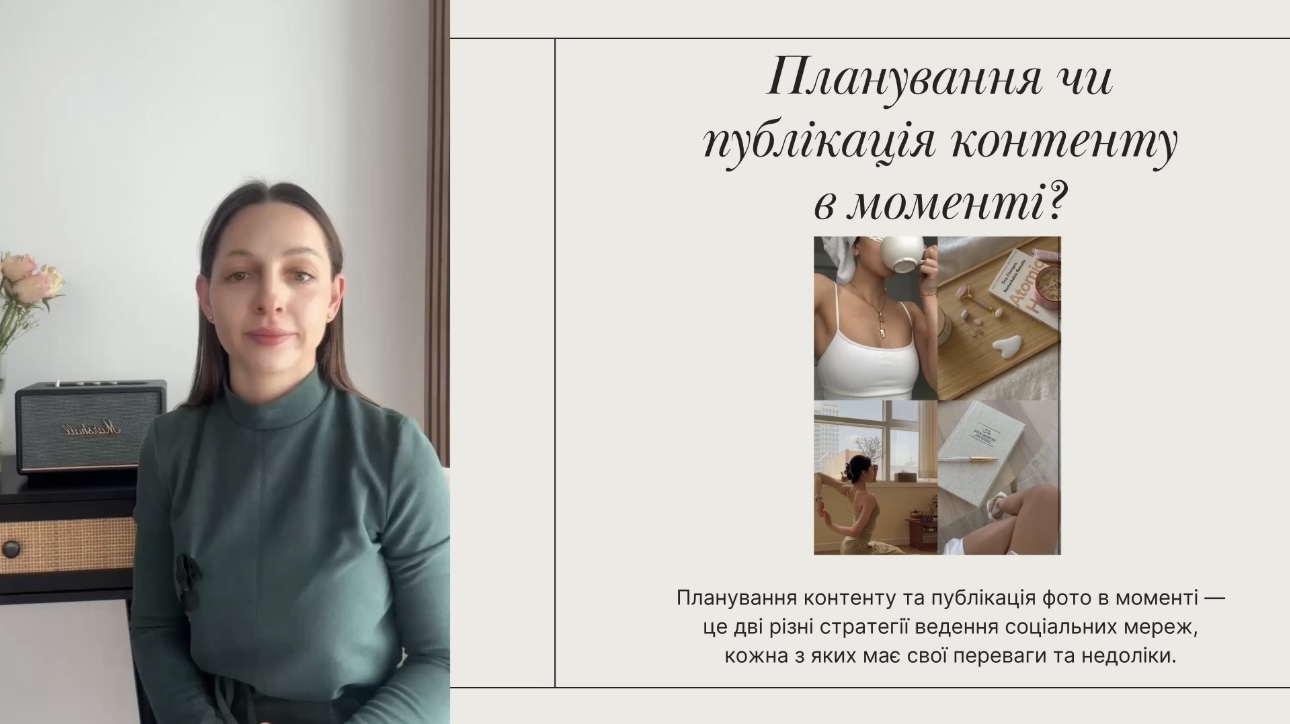 Планування чи
публікація контенту
в моменті?
Marshall
Atomic
H
Планування контенту та публікація фото в моменті —
це дві різні стратегії ведення соціальних мереж,
кожна з яких має свої переваги та недоліки.